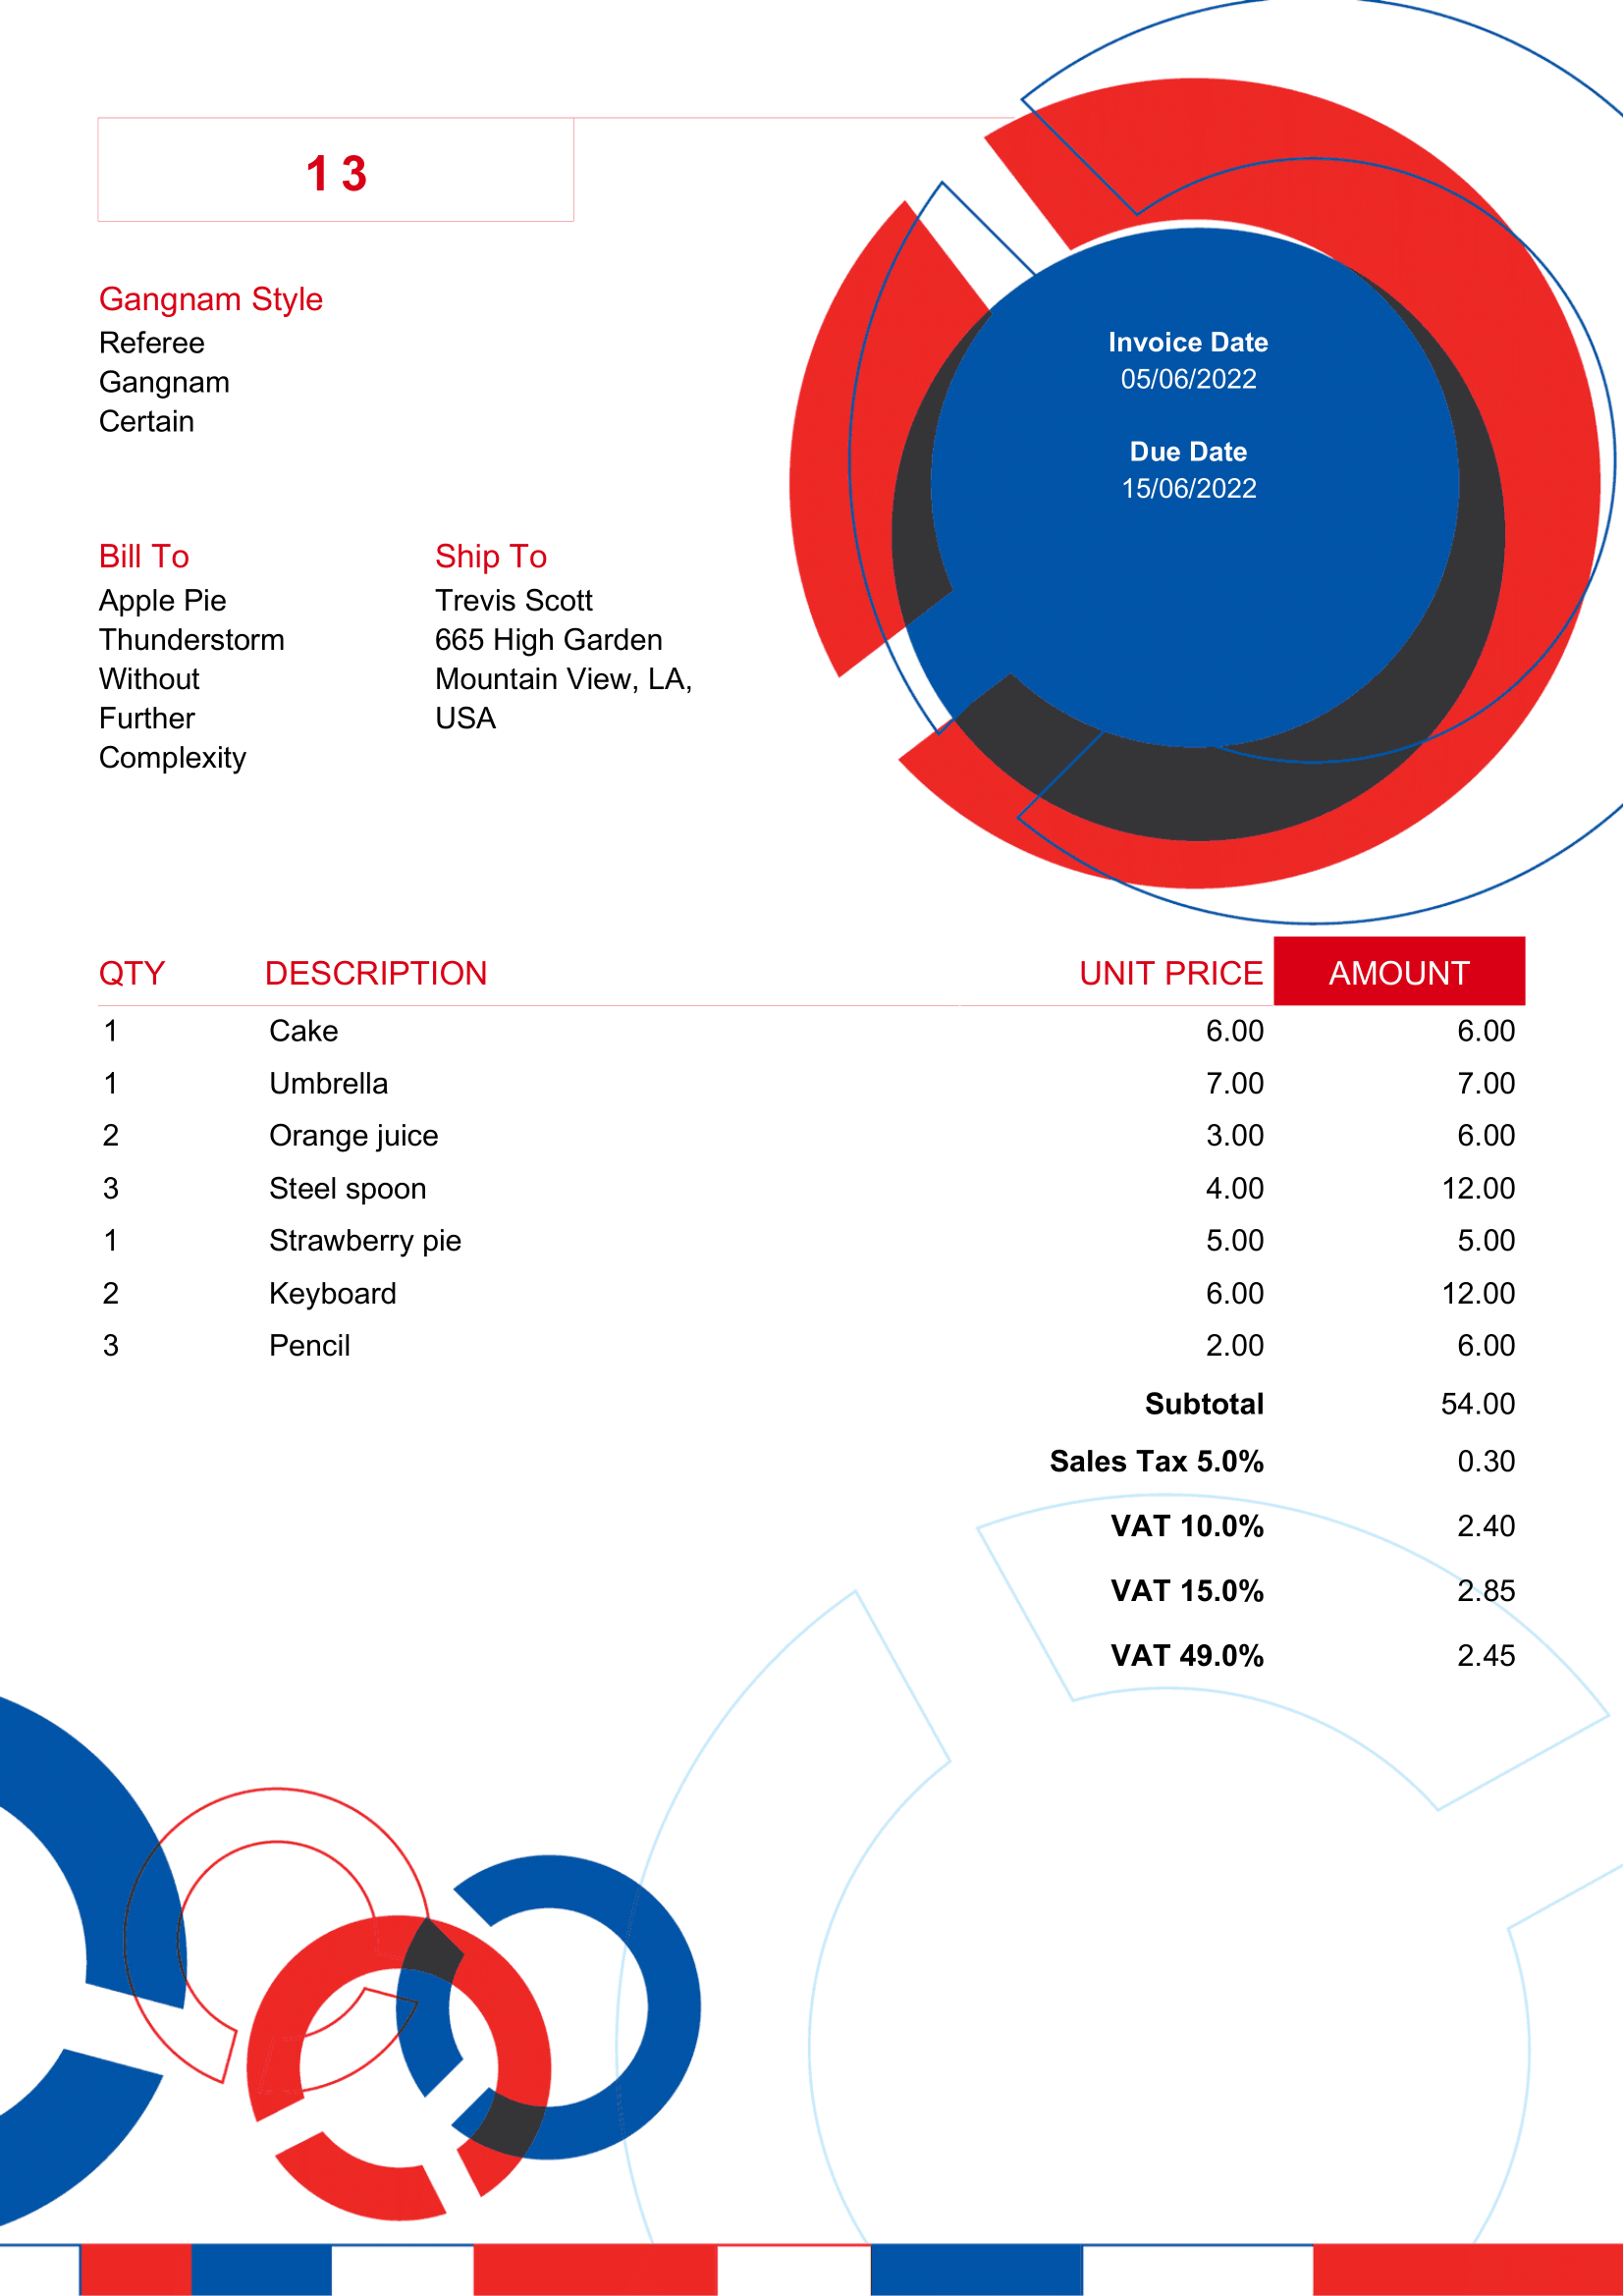 13
Gangnam Style
Referee
Gangnam
Certain
Invoice Date
05/06/2022
Due Date
15/06/2022
Bill To
Apple Pie
Thunderstorm
Without
Further
Complexity
Ship To
Trevis Scott
665 High Garden
Mountain View, LA,
USA
QTY DESCRIPTION UNIT PRICE AMOUNT
1 Cake 6.00 6.00
1 Umbrella 7.00 7.00
2 Orange juice 3.00 6.00
3 Steel spoon 4.00 12.00
1 Strawberry pie 5.00 5.00
2 Keyboard 6.00 12.00
3 Pencil 2.00 6.00
Subtotal 54.00
Sales Tax 5.0% 0.30
VAT 10.0% 2.40
VAT 15.0% 2.85
VAT 49.0% 2.45